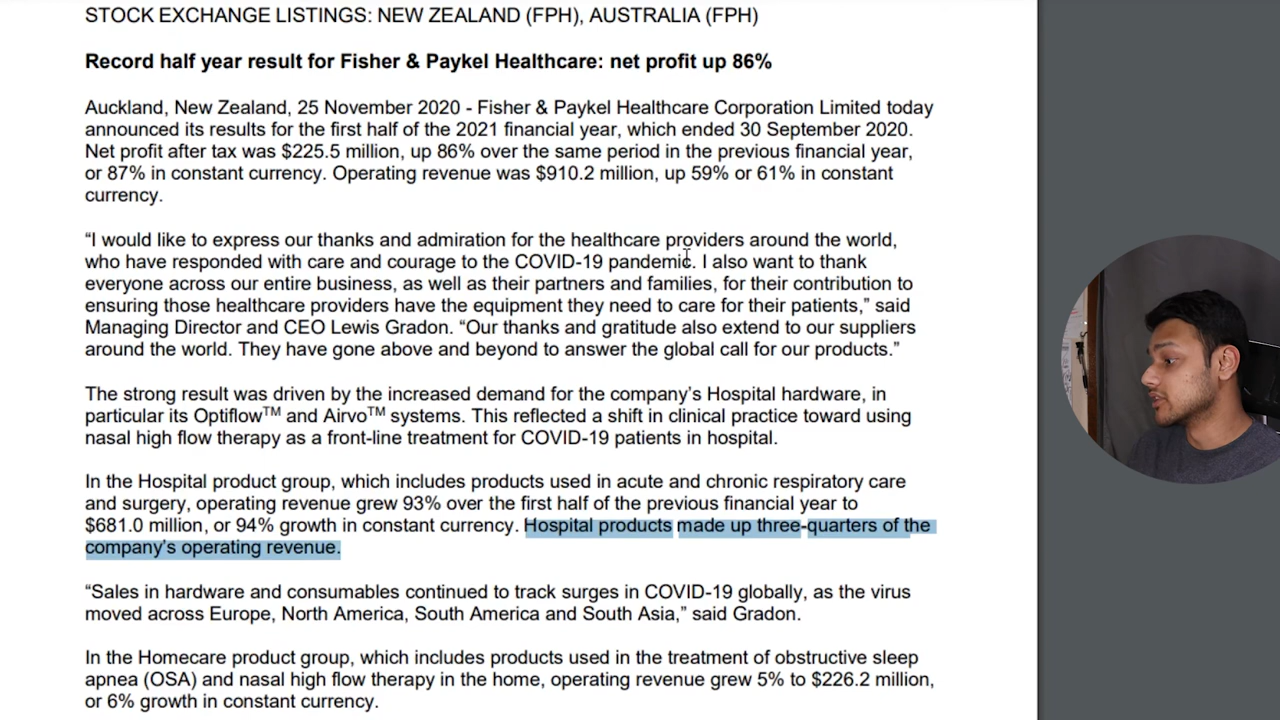 STOCK EXCHANGE LISTINGS: NEW ZEALAND (FPH), AUSTRALIA (FPH)
Record half year result for Fisher & Paykel Healthcare: net profit up 86%
Auckland, New Zealand, 25 November 2020 - Fisher & Paykel Healthcare Corporation Limited today
announced its results for the first half of the 2021 financial year, which ended 30 September 2020.
Net profit after tax was $225.5 million, up 86% over the same period in the previous financial year,
or 87% in constant currency. Operating revenue was $910.2 million, up 59% or 61% in constant
currency.
“I would like to express our thanks and admiration for the healthcare providers around the world,
who have responded with care and courage to the COVID-19 pandemic. I also want to thank
everyone across our entire business, as well as their partners and families, for their contribution to
ensuring those healthcare providers have the equipment they need to care for their patients,” said
Managing Director and CEO Lewis Gradon. “Our thanks and gratitude also extend to our suppliers
around the world. They have gone above and beyond to answer the global call for our products.”
The strong result was driven by the increased demand for the company’s Hospital hardware, in
particular its Optiflow™ and Airvo™ systems. This reflected a shift in clinical practice toward using
nasal high flow therapy as a front-line treatment for COVID-19 patients in hospital.
In the Hospital product group, which includes products used in acute and chronic respiratory care
and surgery, operating revenue grew 93% over the first half of the previous financial year to
$681.0 million, or 94% growth in constant currency. Hospital products made up three-quarters of the
company’s operating revenue.
“Sales in hardware and consumables continued to track surges in COVID-19 globally, as the virus
moved across Europe, North America, South America and South Asia,” said Gradon.
In the Homecare product group, which includes products used in the treatment of obstructive sleep
apnea (OSA) and nasal high flow therapy in the home, operating revenue grew 5% to $226.2 million,
or 6% growth in constant currency.